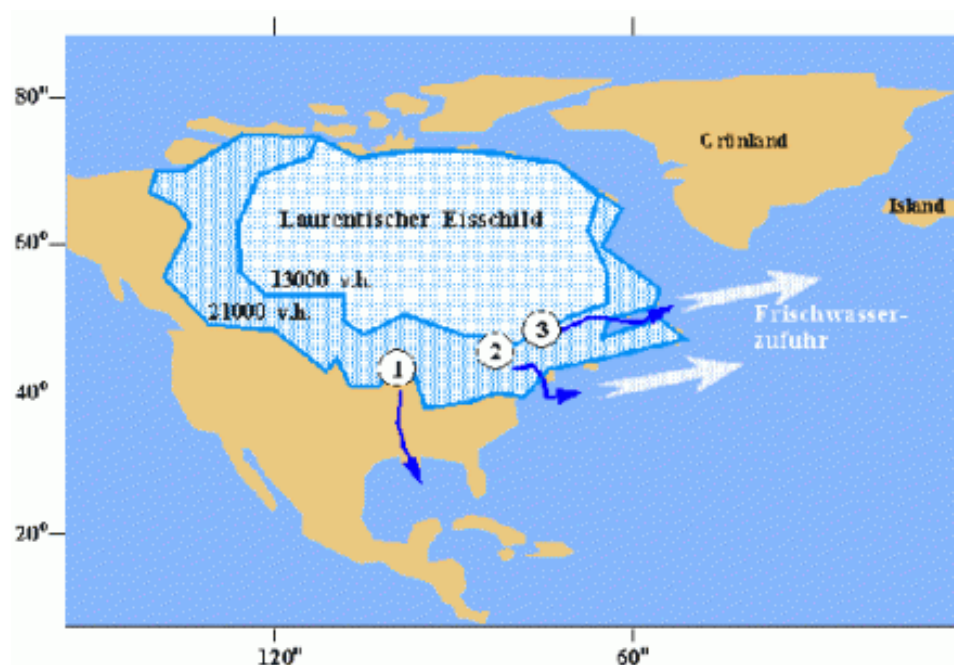 80°
Grönland
Island
Laurentischer Eisschild
60°
13000 v.h.
21000 v.h.
Frischwasser-
zufuhr
3
2
1
40°
20°
120°
60°